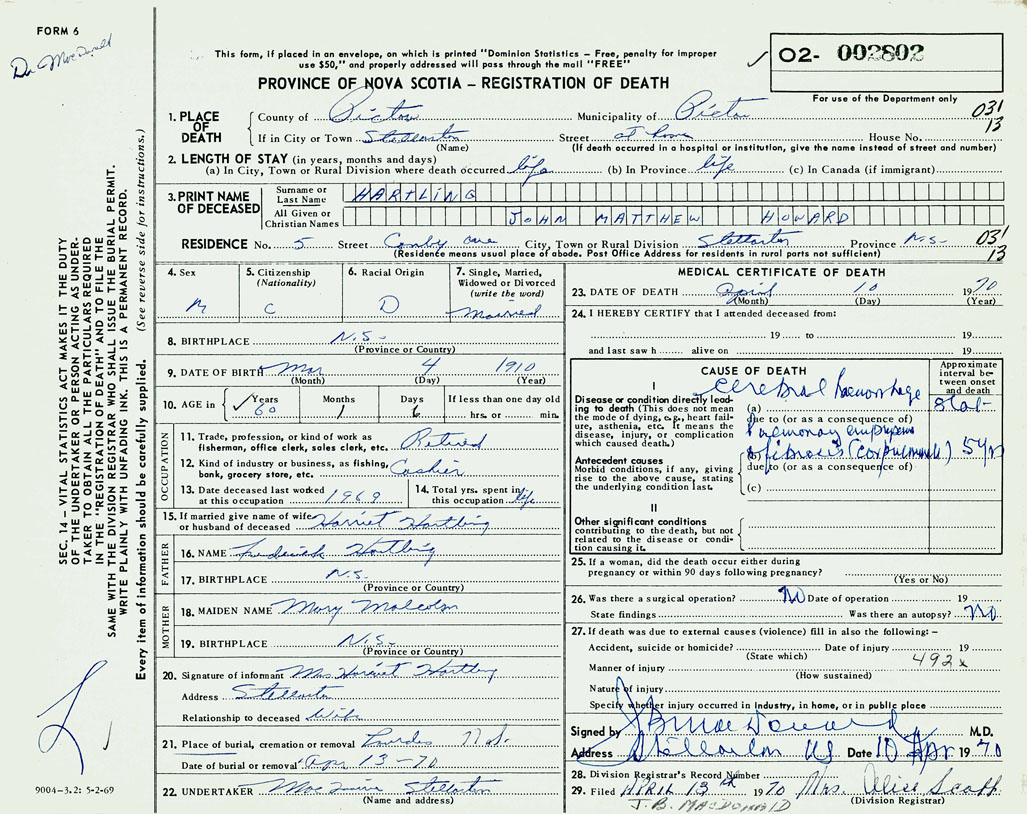 FORM 6
Dr MacDonald
This form, if placed in an envelope, on which is printed "Dominion Statistics – Free, penalty for improper
use $50," and properly addressed will pass through the mail "FREE"
PROVINCE OF NOVA SCOTIA – REGISTRATION OF DEATH
O2- 002802
For use of the Department only
031
13
1. PLACE OF DEATH
County of Pictou Municipality of Pictou
If in City or Town Stellarton Street at home House No.
(Name) (If death occurred in a hospital or institution, give the name instead of street and number)
2. LENGTH OF STAY (in years, months and days)
(a) In City, Town or Rural Division where death occurred life (b) In Province life (c) In Canada (if immigrant)
3. PRINT NAME OF DECEASED
Surname or Last Name HARTLING
All Given or Christian Names JOHN MATTHEW HOWARD
RESIDENCE No. 5 Street City, Town or Rural Division Stellarton Province N.S. 031
(Residence means usual place of abode. Post Office Address for residents in rural parts not sufficient) 13
4. Sex M
5. Citizenship (Nationality) C
6. Racial Origin D
7. Single, Married, Widowed or Divorced (write the word) Married
8. BIRTHPLACE N.S.
(Province or Country)
9. DATE OF BIRTH Mar 4 1910
(Month) (Day) (Year)
10. AGE in Years 60 Months 1 Days 6 If less than one day old hrs. or min.
OCCUPATION
11. Trade, profession, or kind of work as fisherman, office clerk, sales clerk, etc. Retired
12. Kind of industry or business, as fishing, bank, grocery store, etc. Cashier
13. Date deceased last worked at this occupation 1969
14. Total yrs. spent in this occupation life
15. If married give name of wife or husband of deceased Harriet Hartling
FATHER
16. NAME Frederick Hartling
17. BIRTHPLACE N.S.
(Province or Country)
MOTHER
18. MAIDEN NAME Mary Malcolm
19. BIRTHPLACE N.S.
(Province or Country)
20. Signature of informant Mrs Harriet Hartling
Address Stellarton
Relationship to deceased Wife
21. Place of burial, cremation or removal Lourdes N.S.
Date of burial or removal Apr 13-70
22. UNDERTAKER Stellarton
(Name and address)
MEDICAL CERTIFICATE OF DEATH
23. DATE OF DEATH April 10 1970
(Month) (Day) (Year)
24. I HEREBY CERTIFY that I attended deceased from:
19 to 19
and last saw h alive on 19
CAUSE OF DEATH
Approximate interval between onset and death
I
Disease or condition directly leading to death (This does not mean the mode of dying, e.g., heart failure, asthenia, etc. It means the disease, injury, or complication which caused death.)
(a) Cerebral haemorrhage stat-
due to (or as a consequence of)
Antecedent causes
Morbid conditions, if any, giving rise to the above cause, stating the underlying condition last.
(b) fibrosis 5 yr
due to (or as a consequence of)
(c)
II
Other significant conditions contributing to the death, but not related to the disease or condition causing it.
25. If a woman, did the death occur either during pregnancy or within 90 days following pregnancy?
(Yes or No)
26. Was there a surgical operation? No Date of operation 19
State findings Was there an autopsy? No
27. If death was due to external causes (violence) fill in also the following: –
Accident, suicide or homicide? Date of injury 19
(State which) 492x
Manner of injury
(How sustained)
Nature of injury
Specify whether injury occurred in industry, in home, or in public place
Signed by J B MacDonald M.D.
Address Stellarton NS Date 10 Apr 1970
28. Division Registrar's Record Number
29. Filed APRIL 13th 1970 Mrs. Alice Scott
(Division Registrar)
J. B. MACDONALD
SEC. 14 – VITAL STATISTICS ACT MAKES IT THE DUTY
OF THE UNDERTAKER OR PERSON ACTING AS UNDER-
TAKER TO OBTAIN ALL THE PARTICULARS REQUIRED
IN THE "REGISTRATION OF DEATH" AND TO FILE THE
SAME WITH THE DIVISION REGISTRAR WHO SHALL ISSUE THE BURIAL PERMIT.
WRITE PLAINLY WITH UNFADING INK. THIS IS A PERMANENT RECORD.
Every item of information should be carefully supplied. (See reverse side for instructions.)
9004-3.2: 5-2-69